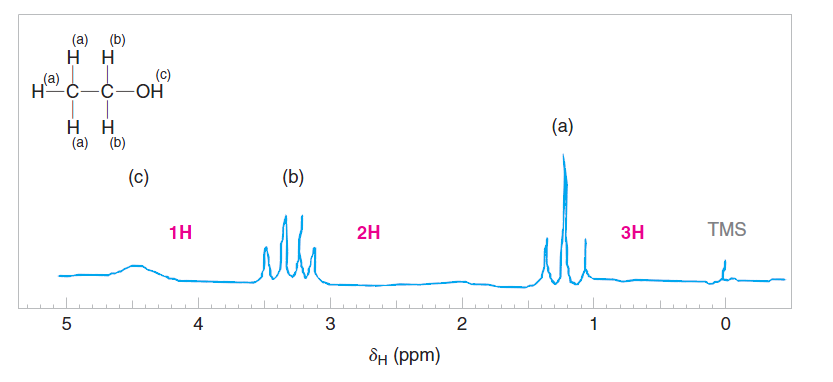 (a) (b)
H H
(a) (c)
H–C–C–OH
H H
(a) (b)
(c) (b) (a)
1H 2H 3H TMS
5 4 3 2 1 0
δH (ppm)